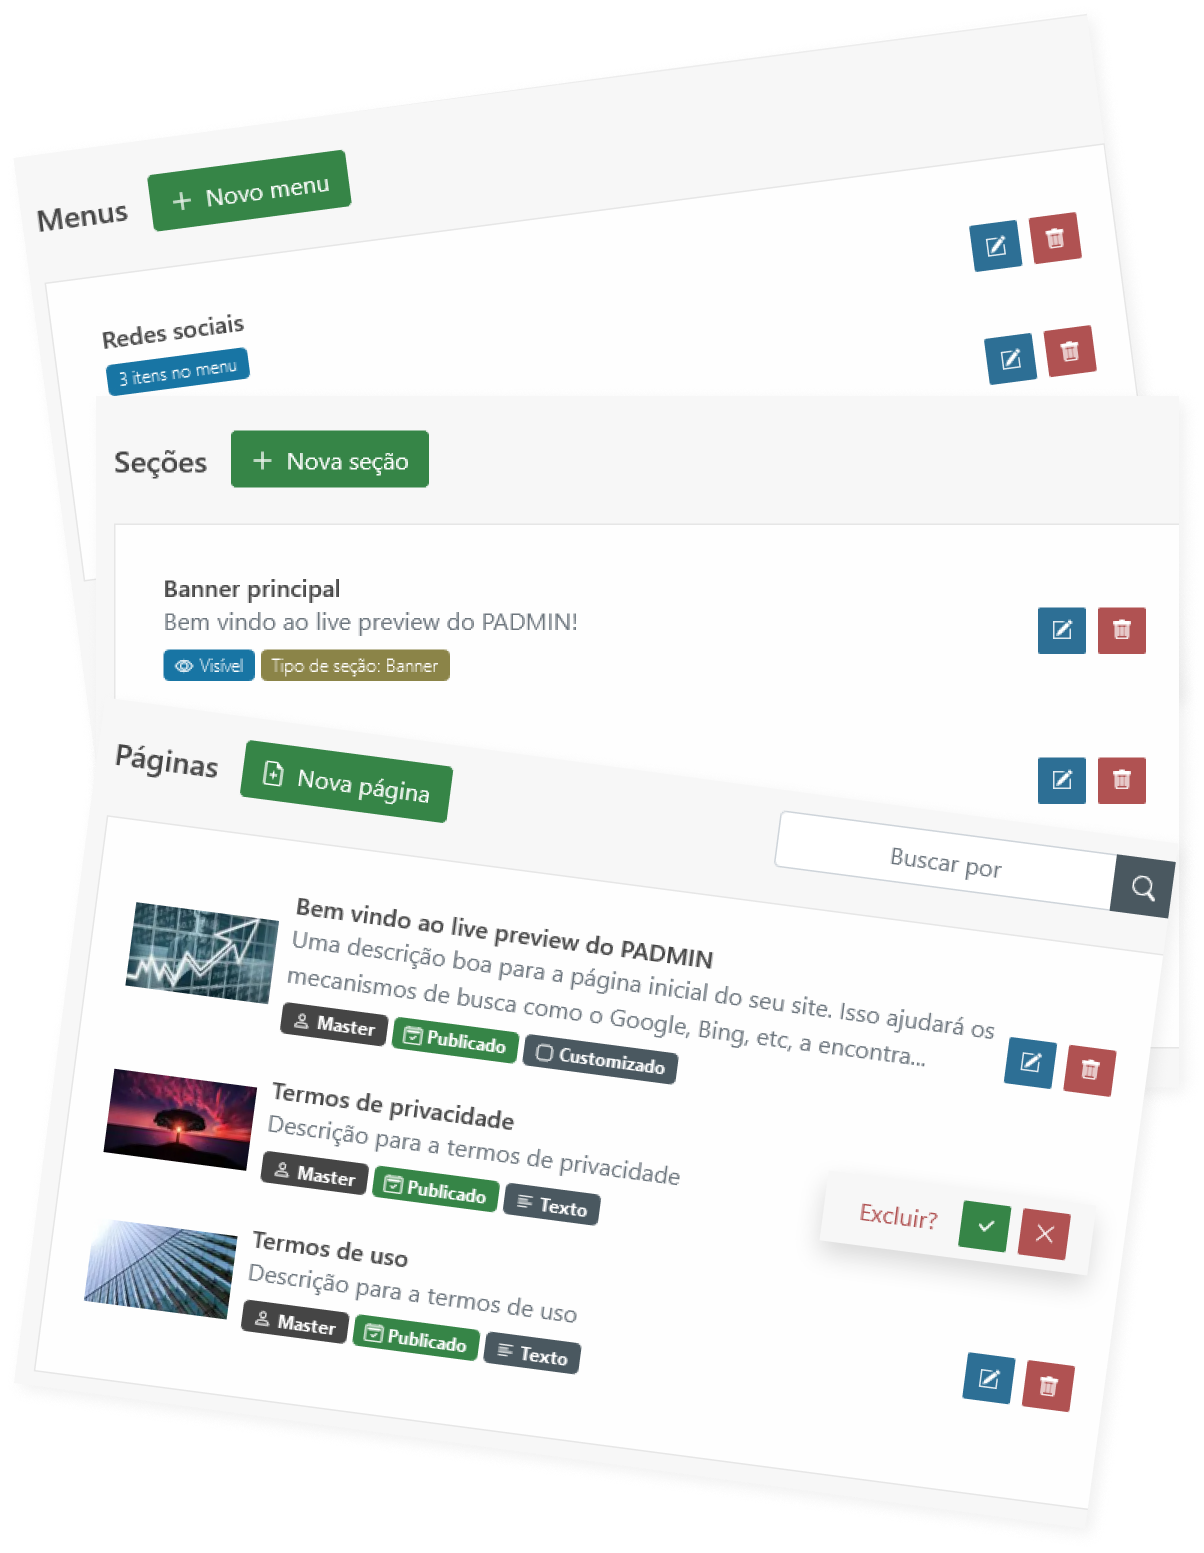 Menus
Novo menu
Redes sociais
3 itens no menu
Seções
Nova seção
Banner principal
Bem vindo ao live preview do PADMIN!
Visível
Tipo de seção: Banner
Páginas
Nova página
Buscar por
Bem vindo ao live preview do PADMIN
Uma descrição boa para a página inicial do seu site. Isso ajudará os
mecanismos de busca como o Google, Bing, etc, a encontra...
Master
Publicado
Customizado
Termos de privacidade
Descrição para a termos de privacidade
Master
Publicado
Texto
Excluir?
Termos de uso
Descrição para a termos de uso
Master
Publicado
Texto